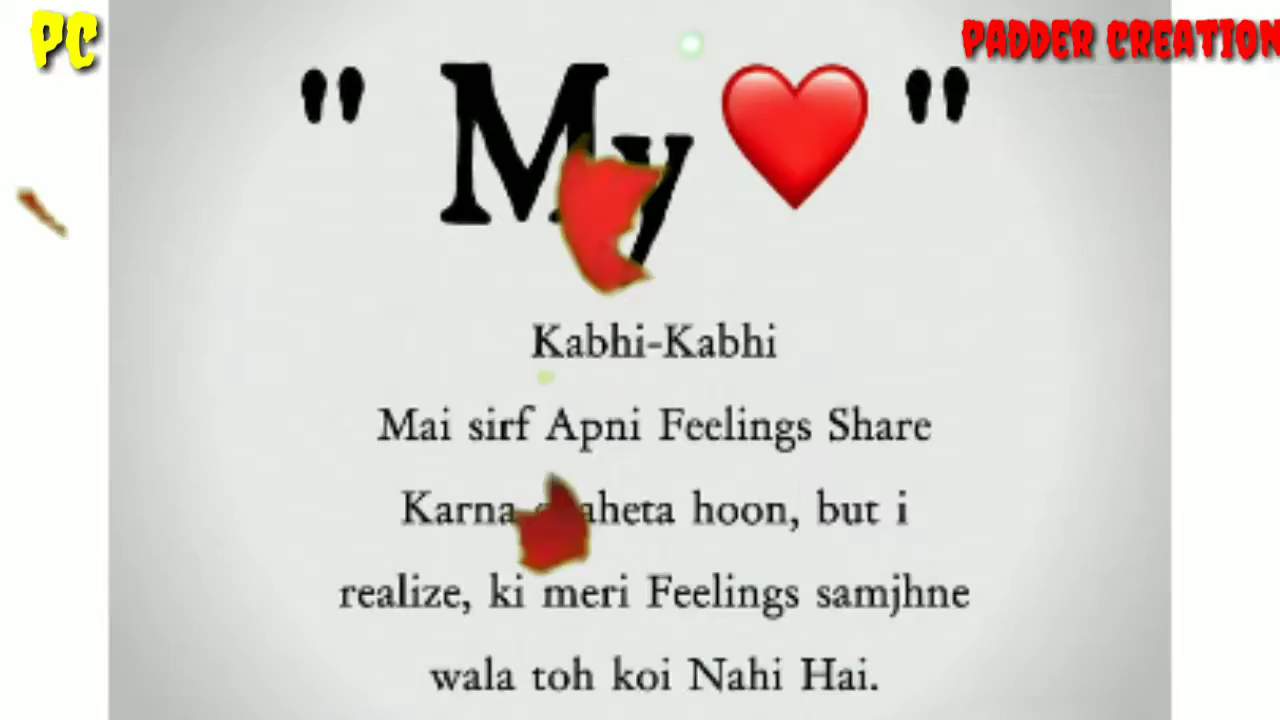 PC
PADDER CREATION
" My ❤️ "
Kabhi-Kabhi
Mai sirf Apni Feelings Share
Karna hoon, but i
realize, ki meri Feelings samjhne
wala toh koi Nahi Hai.